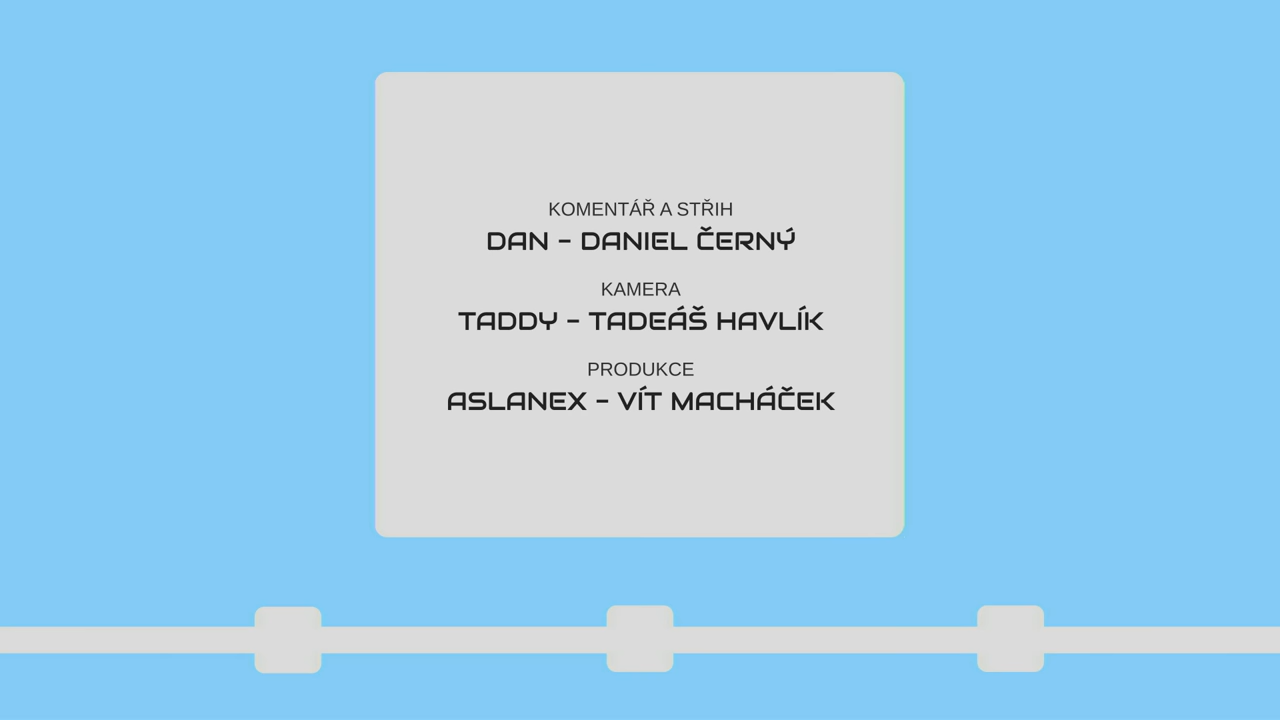 KOMENTÁŘ A STŘIH
DAN - DANIEL ČERNÝ
KAMERA
TADDY - TADEÁŠ HAVLÍK
PRODUKCE
ASLANEX - VÍT MACHÁČEK